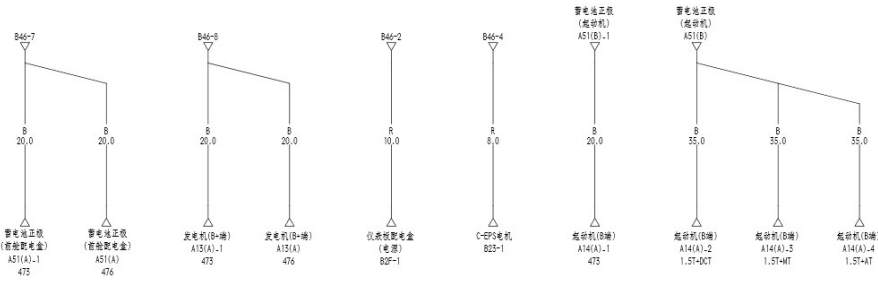 蓄电池正极
(起动机)
A51(B)-1
蓄电池正极
(起动机)
A51(B)
B46-7
B46-8
B46-2
B46-4
B
20.0
B
20.0
B
20.0
B
20.0
R
10.0
R
8.0
B
20.0
B
35.0
B
35.0
B
35.0
蓄电池正极
(前舱配电盒)
A51(A)-1
473
蓄电池正极
(前舱配电盒)
A51(A)
476
发电机(B+端)
A13(A)-1
473
发电机(B+端)
A13(A)
476
仪表板配电盒
(电源)
B2F-1
C-EPS电机
B23-1
起动机(B端)
A14(A)-1
473
起动机(B端)
A14(A)-2
1.5T+DCT
起动机(B端)
A14(A)-3
1.5T+MT
起动机(B端)
A14(A)-4
1.5T+AT